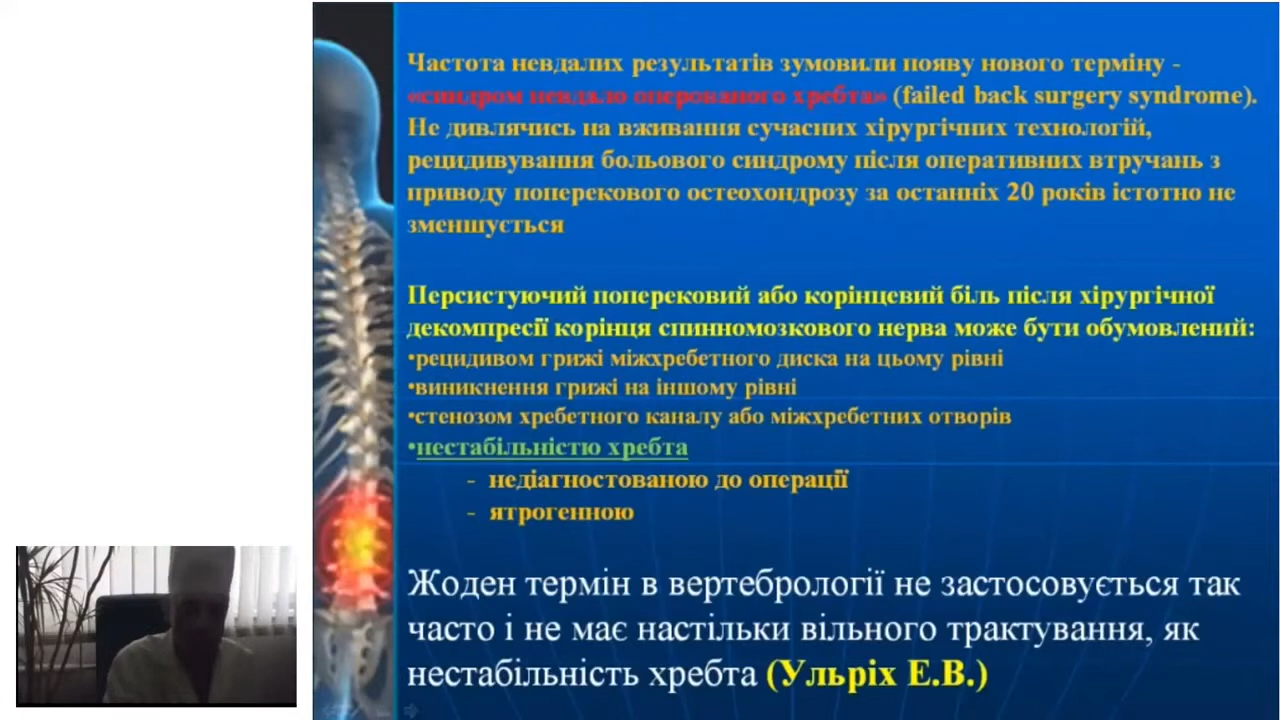 Частота невдалих результатів зумовили появу нового терміну -
«синдром невдало оперованого хребта» (failed back surgery syndrome).
Не дивлячись на вживання сучасних хірургічних технологій,
рецидивування больового синдрому після оперативних втручань з
приводу поперекового остеохондрозу за останніх 20 років істотно не
зменшується
Персистуючий поперековий або корінцевий біль після хірургічної
декомпресії корінця спинномозкового нерва може бути обумовлений:
•рецидивом грижі міжхребетного диска на цьому рівні
•виникнення грижі на іншому рівні
•стенозом хребетного каналу або міжхребетних отворів
•нестабільністю хребта
- недіагностованою до операції
- ятрогенною
Жоден термін в вертебрології не застосовується так
часто і не має настільки вільного трактування, як
нестабільність хребта (Ульріх Е.В.)